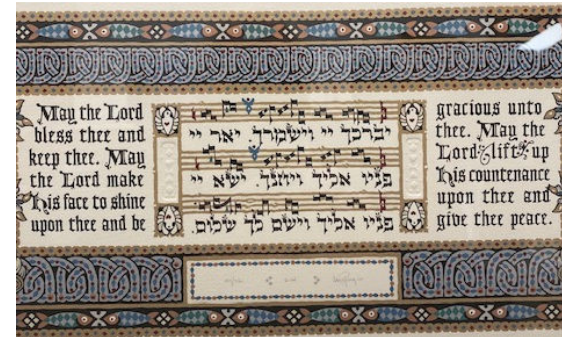 May the Lord
bless thee and
keep thee. May
the Lord make
his face to shine
upon thee and be
יברכך יי וישמרך יאר יי
פניו אליך ויחנך. ישא יי
פניו אליך וישם לך שלום.
gracious unto
thee. May the
Lord lift up
his countenance
upon thee and
give thee peace.